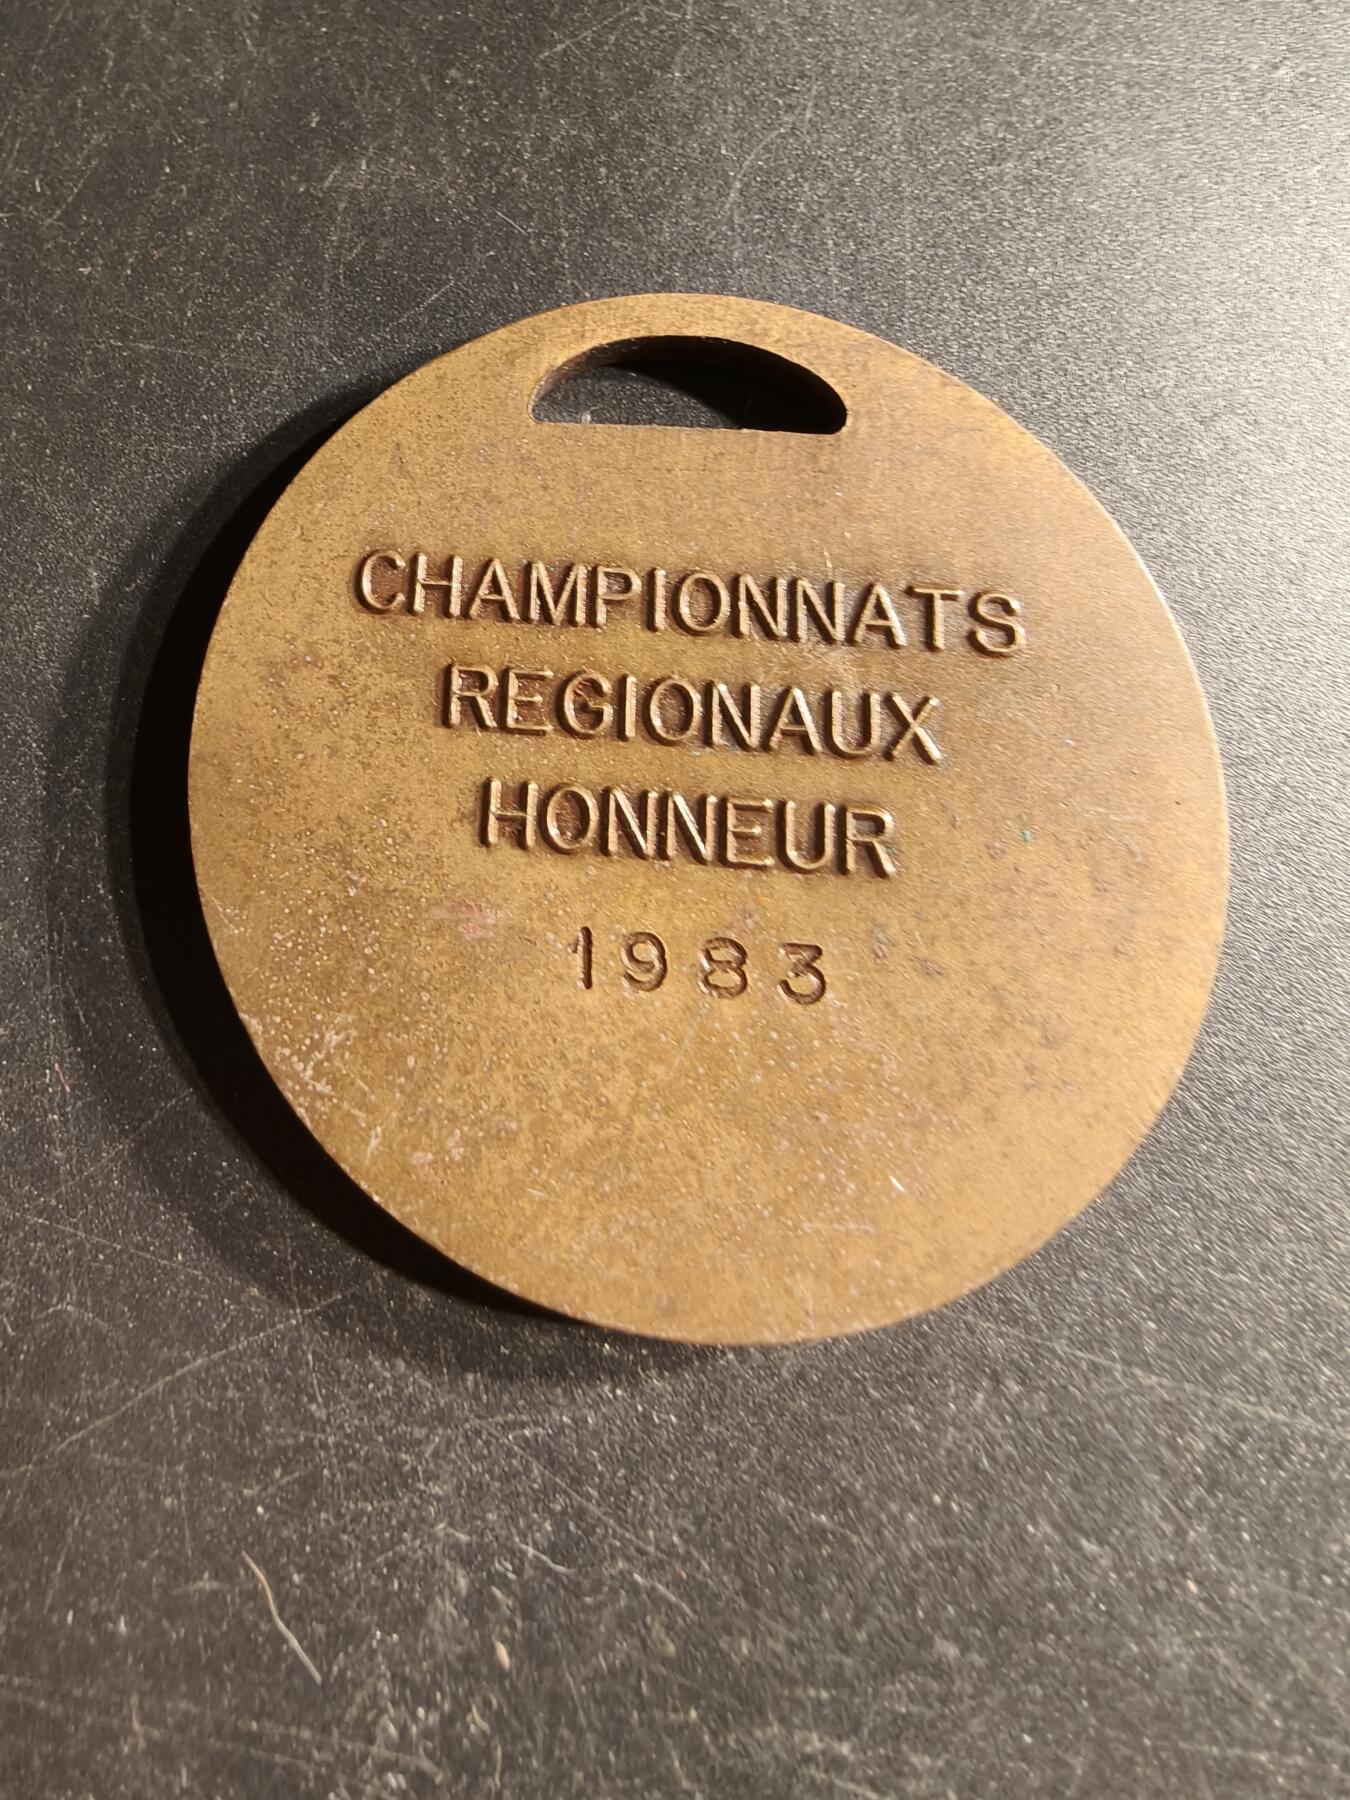 CHAMPIONNATS
REGIONAUX
HONNEUR
1983